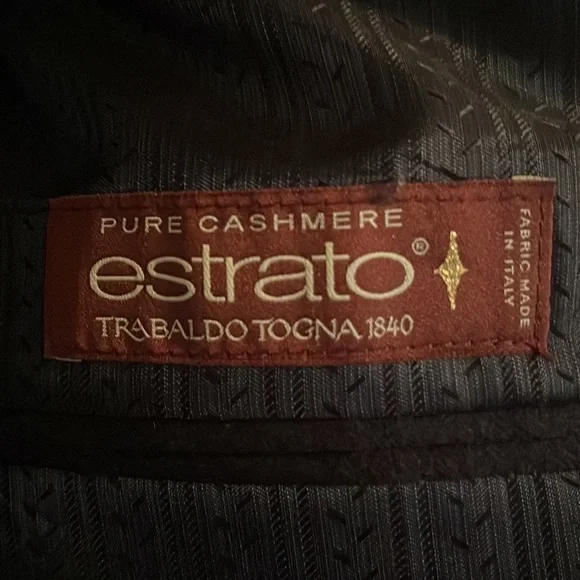 PURE CASHMERE
estrato®
TRABALDO TOGNA 1840
FABRIC MADE
IN ITALY